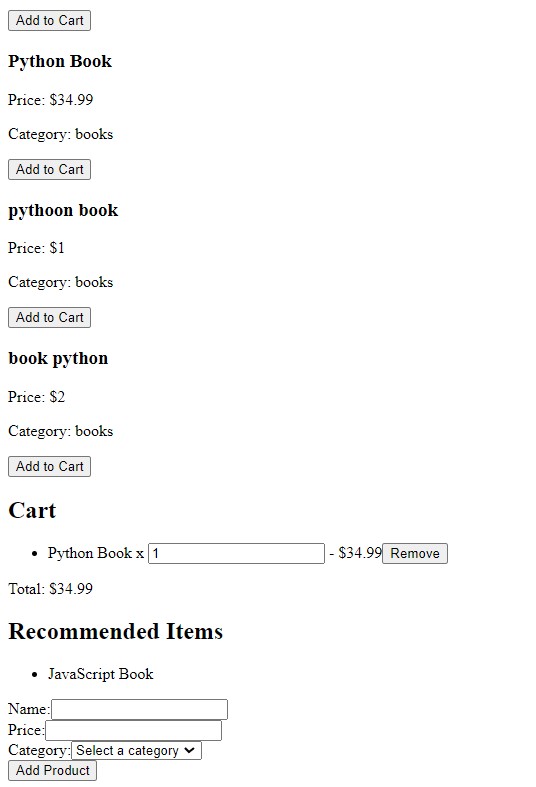 Add to Cart
Python Book
Price: $34.99
Category: books
Add to Cart
pythoon book
Price: $1
Category: books
Add to Cart
book python
Price: $2
Category: books
Add to Cart
Cart
Python Book x 1 - $34.99 Remove
Total: $34.99
Recommended Items
JavaScript Book
Name:
Price:
Category: Select a category
Add Product